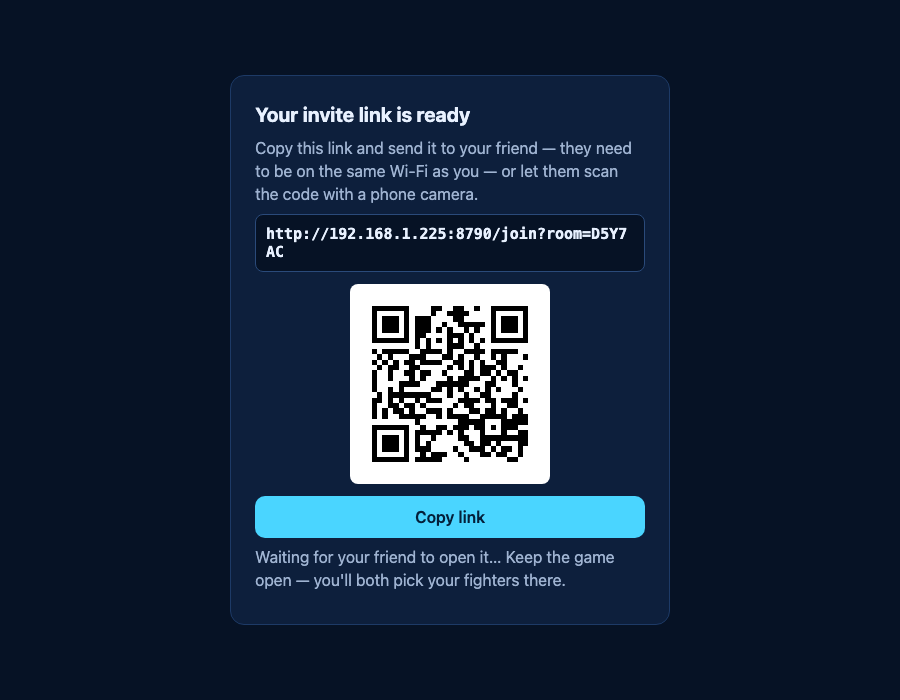 Your invite link is ready
Copy this link and send it to your friend — they need
to be on the same Wi-Fi as you — or let them scan
the code with a phone camera.
http://192.168.1.225:8790/join?room=D5Y7
AC
Copy link
Waiting for your friend to open it... Keep the game
open — you'll both pick your fighters there.